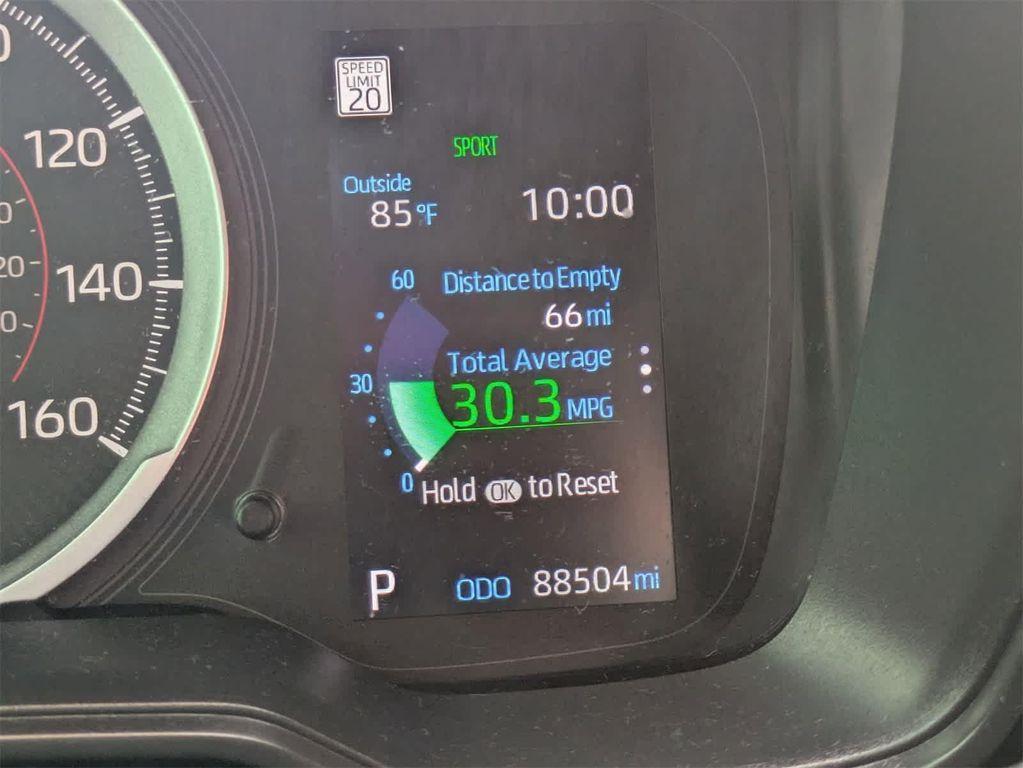 120
140
160
SPEED
LIMIT
20
SPORT
Outside
85°F
10:00
60
Distance to Empty
66 mi
Total Average
30
30.3 MPG
0
Hold OK to Reset
P
ODO 88504 mi